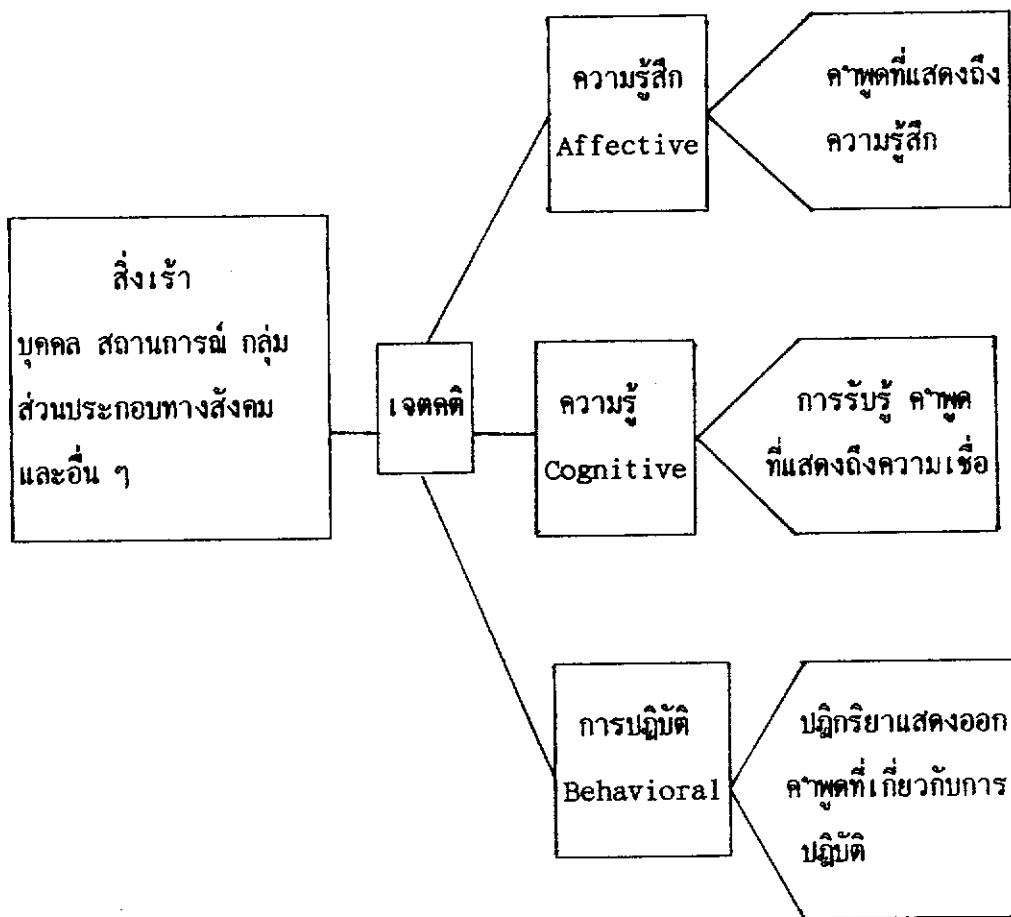 ความรู้สึก
Affective
คำพูดที่แสดงถึง
ความรู้สึก
สิ่งเร้า
บุคคล สถานการณ์ กลุ่ม
ส่วนประกอบทางสังคม
และอื่น ๆ
เจตคติ
ความรู้
Cognitive
การรับรู้ คำพูด
ที่แสดงถึงความเชื่อ
การปฏิบัติ
Behavioral
ปฏิกริยาแสดงออก
คำพูดที่เกี่ยวกับการ
ปฏิบัติ